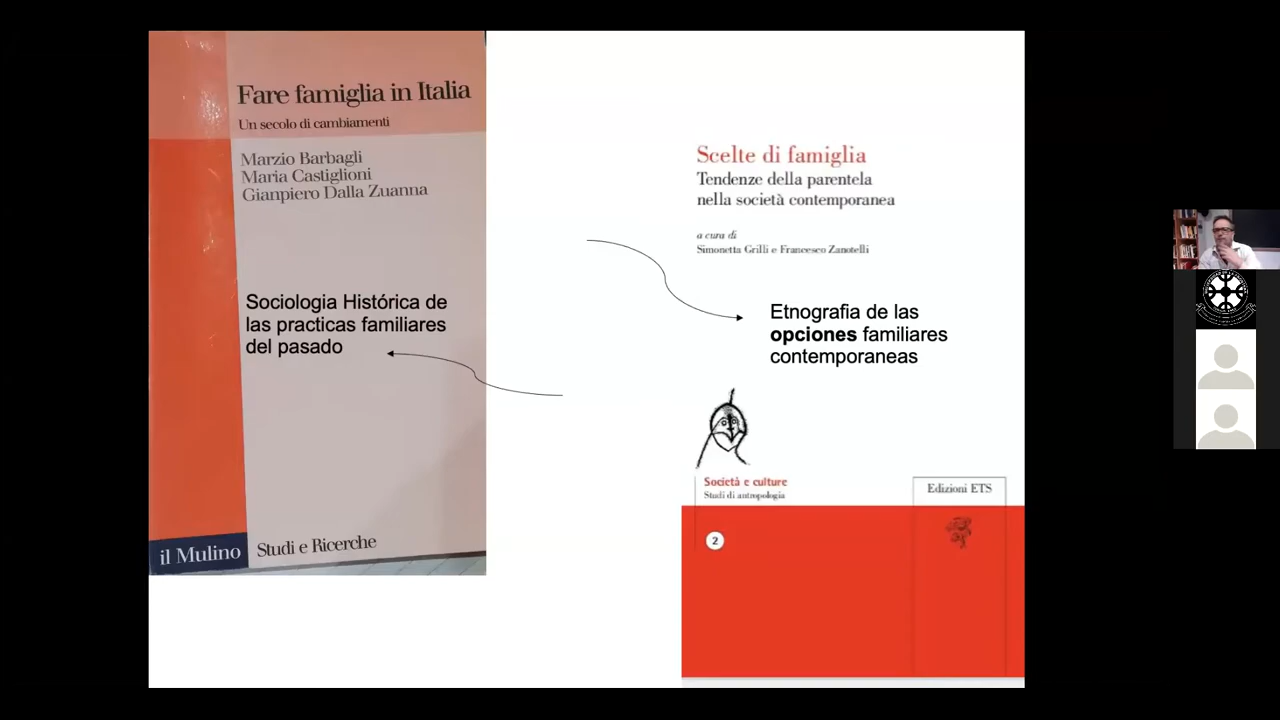 Fare famiglia in Italia
Un secolo di cambiamenti
Marzio Barbagli
Maria Castiglioni
Gianpiero Dalla Zuanna
Sociologia Histórica de
las practicas familiares
del pasado
il Mulino
Studi e Ricerche
Scelte di famiglia
Tendenze della parentela
nella società contemporanea
a cura di
Simonetta Grilli e Francesco Zanotelli
Etnografia de las
opciones familiares
contemporaneas
Società e culture
Studi di antropologia
Edizioni ETS
2